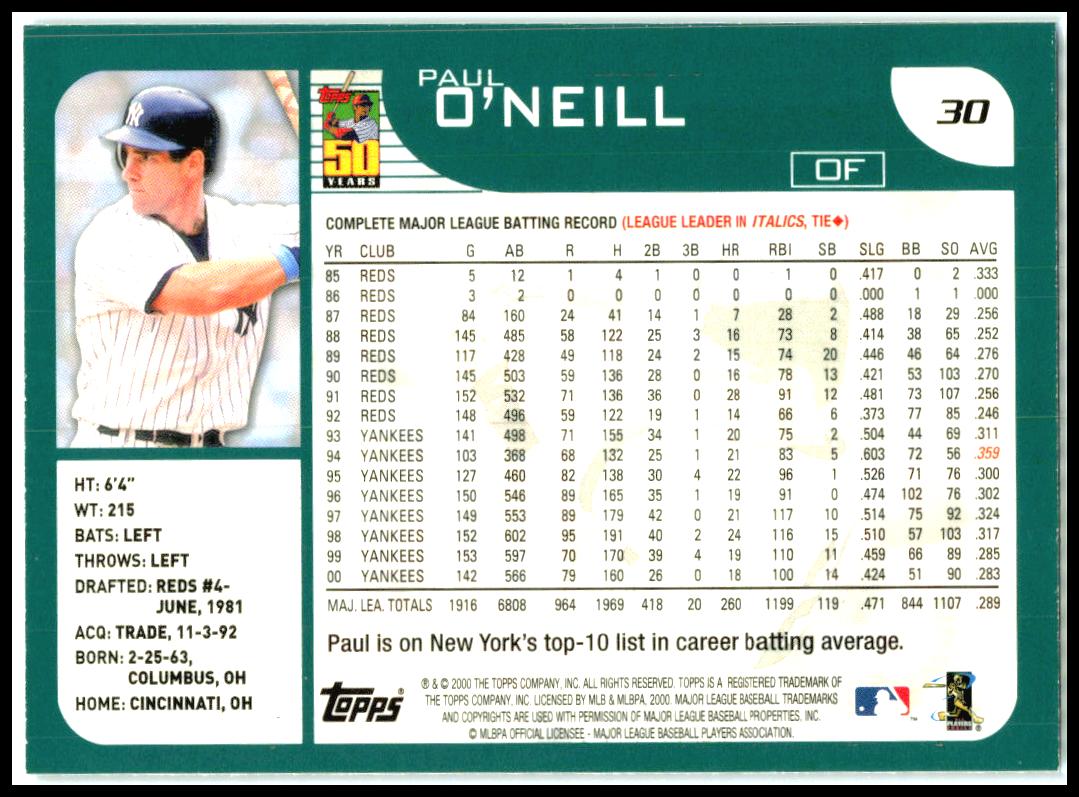 PAUL
O'NEILL
30
Topps
50
YEARS
OF
NY
NY
COMPLETE MAJOR LEAGUE BATTING RECORD (LEAGUE LEADER IN ITALICS, TIE◆)
YR CLUB G AB R H 2B 3B HR RBI SB SLG BB SO AVG
85 REDS 5 12 1 4 1 0 0 1 0 .417 0 2 .333
86 REDS 3 2 0 0 0 0 0 0 0 .000 1 1 .000
87 REDS 84 160 24 41 14 1 7 28 2 .488 18 29 .256
88 REDS 145 485 58 122 25 3 16 73 8 .414 38 65 .252
89 REDS 117 428 49 118 24 2 15 74 20 .446 46 64 .276
90 REDS 145 503 59 136 28 0 16 78 13 .421 53 103 .270
91 REDS 152 532 71 136 36 0 28 91 12 .481 73 107 .256
92 REDS 148 496 59 122 19 1 14 66 6 .373 77 85 .246
93 YANKEES 141 498 71 155 34 1 20 75 2 .504 44 69 .311
94 YANKEES 103 368 68 132 25 1 21 83 5 .603 72 56 .359
95 YANKEES 127 460 82 138 30 4 22 96 1 .526 71 76 .300
96 YANKEES 150 546 89 165 35 1 19 91 0 .474 102 76 .302
97 YANKEES 149 553 89 179 42 0 21 117 10 .514 75 92 .324
98 YANKEES 152 602 95 191 40 2 24 116 15 .510 57 103 .317
99 YANKEES 153 597 70 170 39 4 19 110 11 .459 66 89 .285
00 YANKEES 142 566 79 160 26 0 18 100 14 .424 51 90 .283
MAJ. LEA. TOTALS 1916 6808 964 1969 418 20 260 1199 119 .471 844 1107 .289
Paul is on New York's top-10 list in career batting average.
HT: 6'4"
WT: 215
BATS: LEFT
THROWS: LEFT
DRAFTED: REDS #4-
JUNE, 1981
ACQ: TRADE, 11-3-92
BORN: 2-25-63,
COLUMBUS, OH
HOME: CINCINNATI, OH
Topps®
® & © 2000 THE TOPPS COMPANY, INC. ALL RIGHTS RESERVED. TOPPS IS A REGISTERED TRADEMARK OF
THE TOPPS COMPANY, INC. LICENSED BY MLB & MLBPA, 2000. MAJOR LEAGUE BASEBALL TRADEMARKS
AND COPYRIGHTS ARE USED WITH PERMISSION OF MAJOR LEAGUE BASEBALL PROPERTIES, INC.
© MLBPA OFFICIAL LICENSEE - MAJOR LEAGUE BASEBALL PLAYERS ASSOCIATION.
™
PLAYERS
®